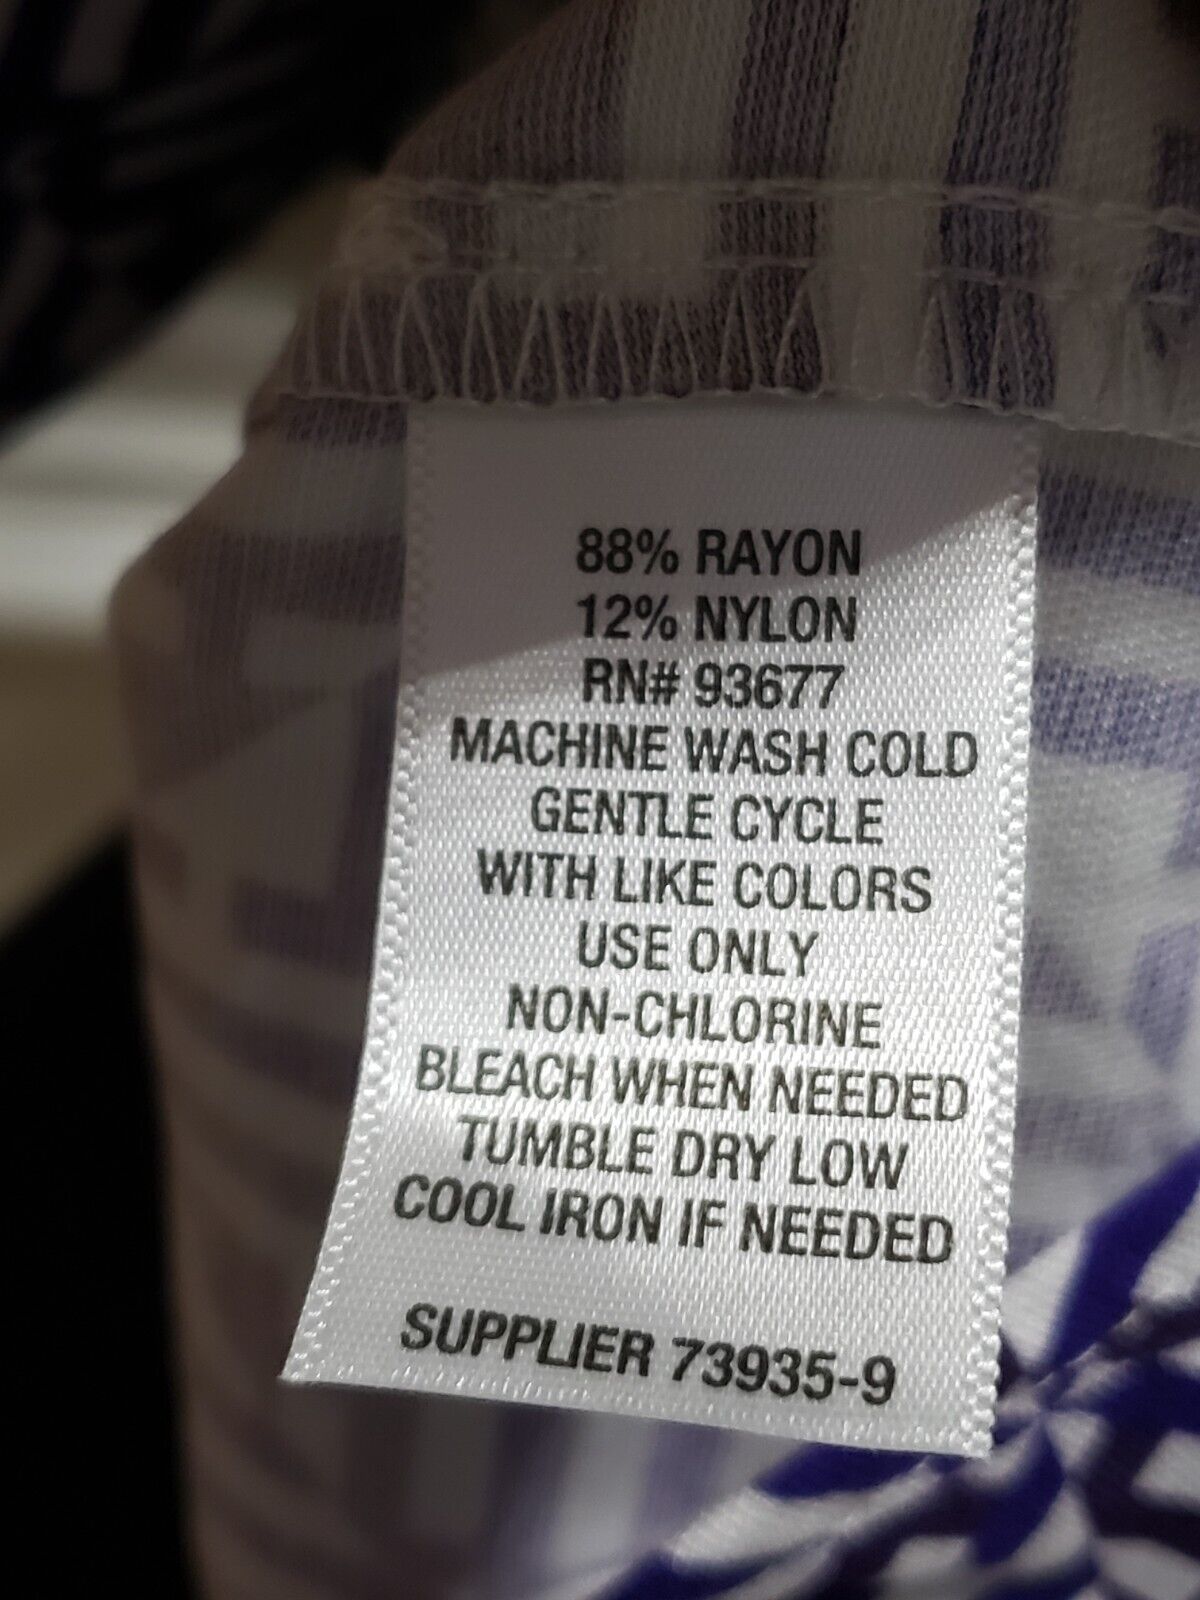 88% RAYON
12% NYLON
RN# 93677
MACHINE WASH COLD
GENTLE CYCLE
WITH LIKE COLORS
USE ONLY
NON-CHLORINE
BLEACH WHEN NEEDED
TUMBLE DRY LOW
COOL IRON IF NEEDED
SUPPLIER 73935-9